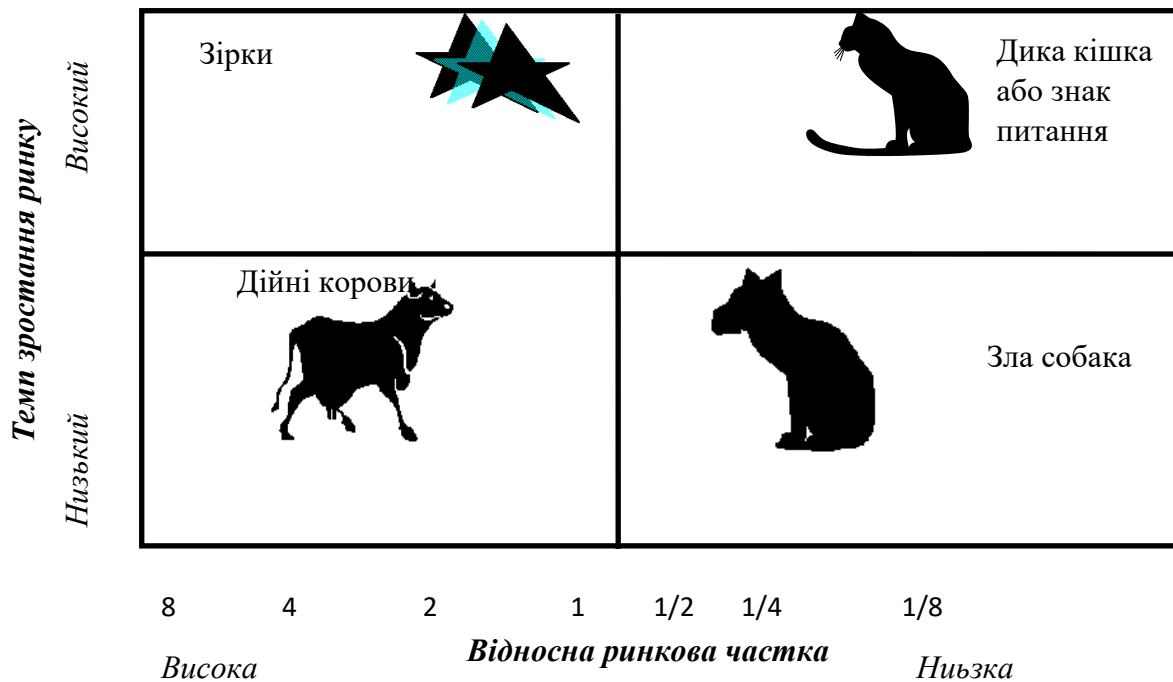 Зірки
Дика кішка
або знак
питання
Високий
Темп зростання ринку
Дійні корови
Зла собака
Низький
8 4 2 1 1/2 1/4 1/8
Відносна ринкова частка
Висока
Ниьзка